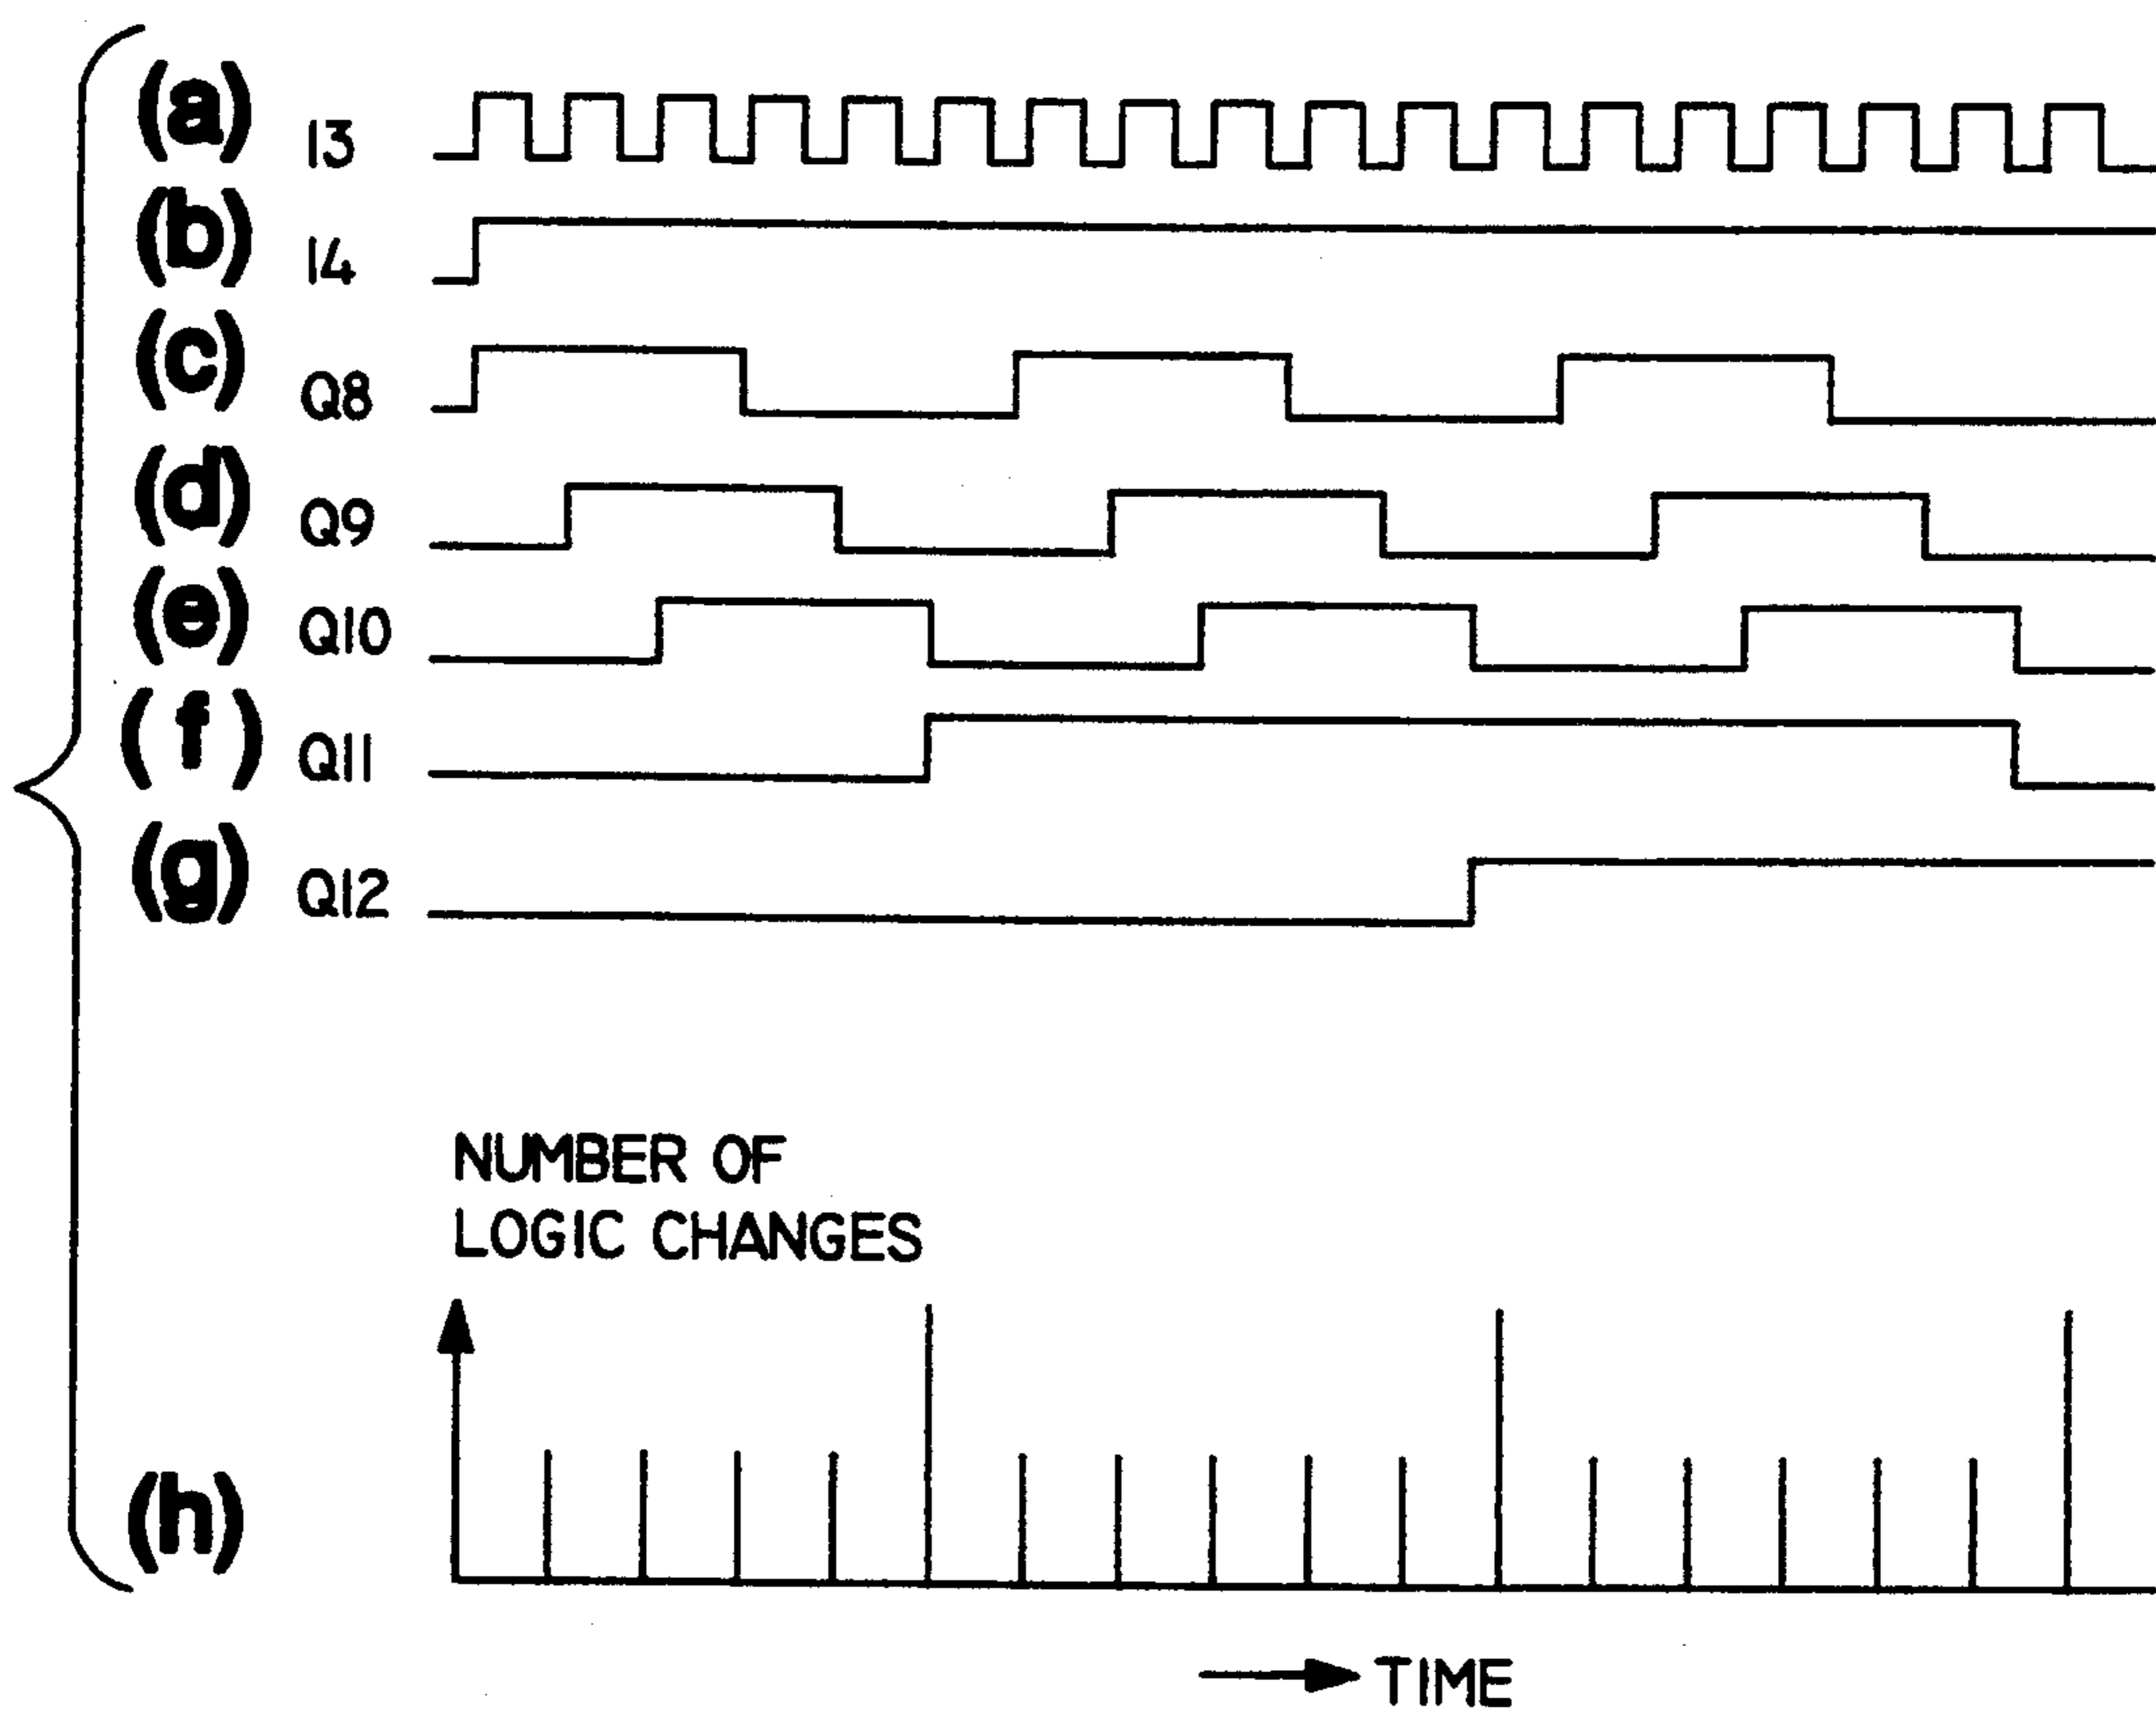 (a) I3
(b) I4
(c) Q8
(d) Q9
(e) Q10
(f) Q11
(g) Q12
NUMBER OF
LOGIC CHANGES
(h)
TIME